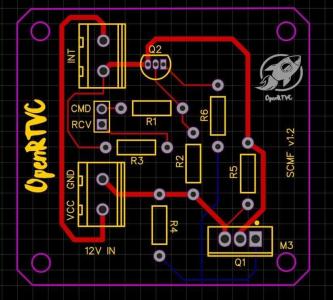 INT
Q2
OpenRTVC
CMD
RCV
R1
R6
R3
R2
R5
SCMF v1.2
OpenRTVC
GND
VCC
R4
12V IN
Q1
M3